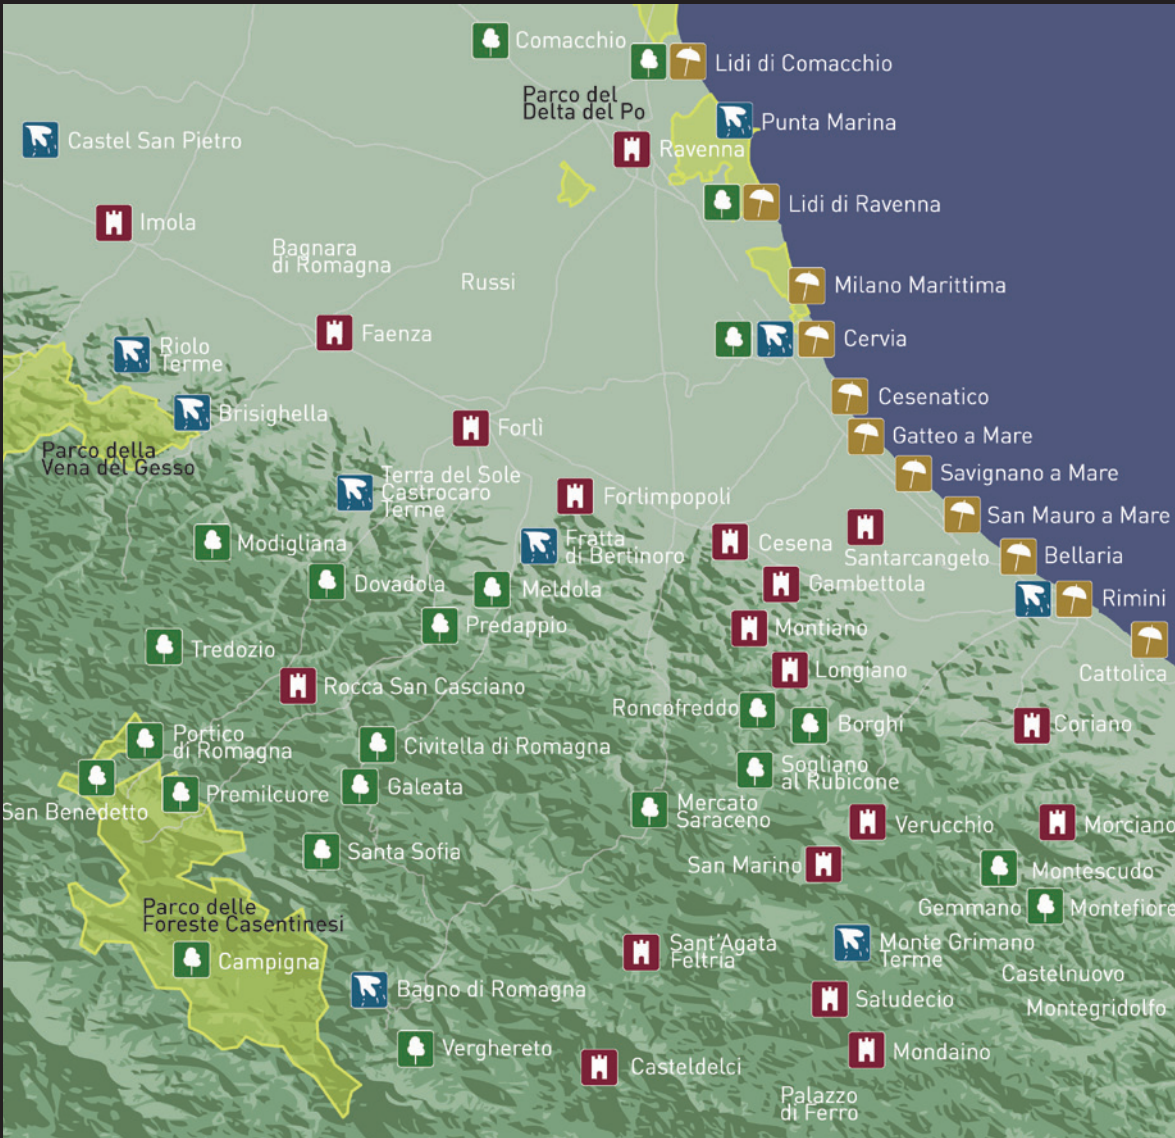 Comacchio
Lidi di Comacchio
Parco del
Delta del Po
Punta Marina
Castel San Pietro
Ravenna
Lidi di Ravenna
Imola
Bagnara
di Romagna
Russi
Milano Marittima
Faenza
Cervia
Riolo
Terme
Cesenatico
Brisighella
Forlì
Gatteo a Mare
Parco della
Vena del Gesso
Savignano a Mare
Terra del Sole
Castrocaro
Terme
Forlimpopoli
San Mauro a Mare
Modigliana
Fratta
di Bertinoro
Cesena
Santarcangelo
Bellaria
Dovadola
Meldola
Gambettola
Rimini
Predappio
Montiano
Tredozio
Longiano
Cattolica
Rocca San Casciano
Roncofreddo
Borghi
Coriano
Portico
di Romagna
Civitella di Romagna
Sogliano
al Rubicone
San Benedetto
Premilcuore
Galeata
Mercato
Saraceno
Verucchio
Morciano
Santa Sofia
San Marino
Montescudo
Parco delle
Foreste Casentinesi
Gemmano
Montefiore
Sant'Agata
Feltria
Monte Grimano
Terme
Campigna
Castelnuovo
Bagno di Romagna
Saludecio
Montegridolfo
Verghereto
Mondaino
Casteldelci
Palazzo
di Ferro